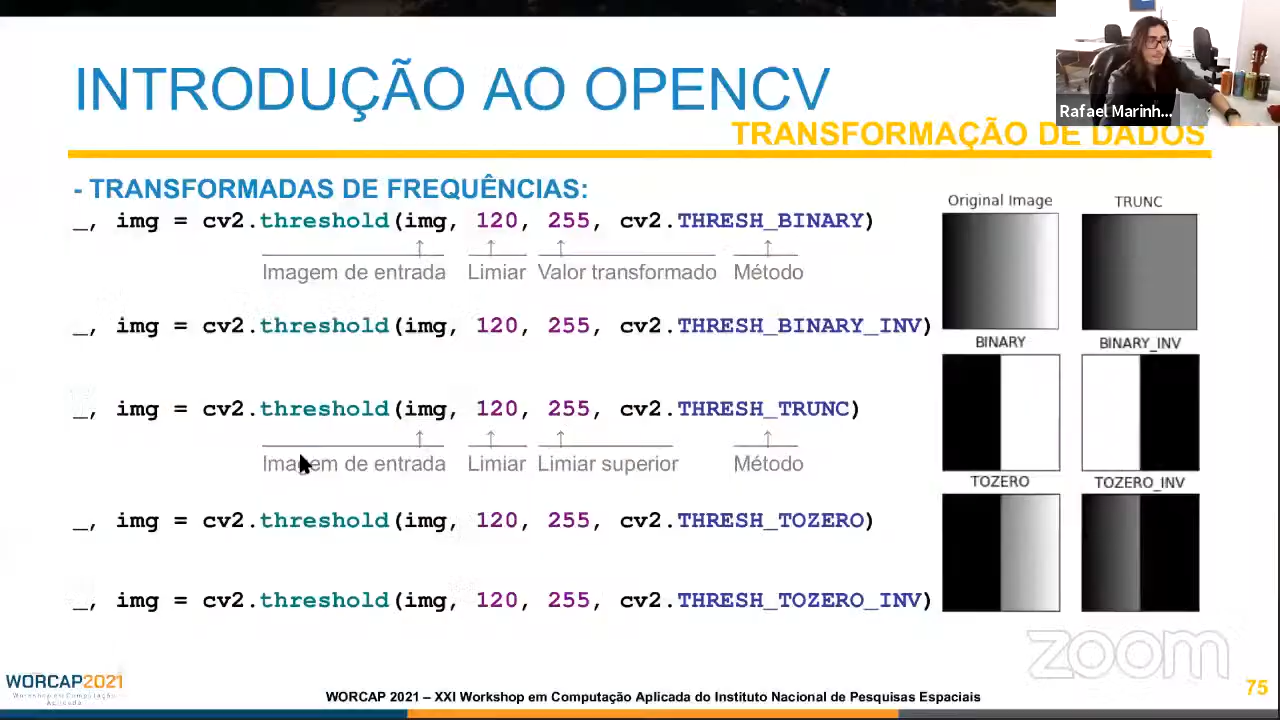 INTRODUÇÃO AO OPENCV
Rafael Marinh...
TRANSFORMAÇÃO DE DADOS
- TRANSFORMADAS DE FREQUÊNCIAS:
_, img = cv2.threshold(img, 120, 255, cv2.THRESH_BINARY)
Imagem de entrada Limiar Valor transformado Método
_, img = cv2.threshold(img, 120, 255, cv2.THRESH_BINARY_INV)
_, img = cv2.threshold(img, 120, 255, cv2.THRESH_TRUNC)
Imagem de entrada Limiar Limiar superior Método
_, img = cv2.threshold(img, 120, 255, cv2.THRESH_TOZERO)
_, img = cv2.threshold(img, 120, 255, cv2.THRESH_TOZERO_INV)
Original Image TRUNC
BINARY BINARY_INV
TOZERO TOZERO_INV
zoom
WORCAP2021
Workshop em Computação
Aplicada
WORCAP 2021 – XXI Workshop em Computação Aplicada do Instituto Nacional de Pesquisas Espaciais
75